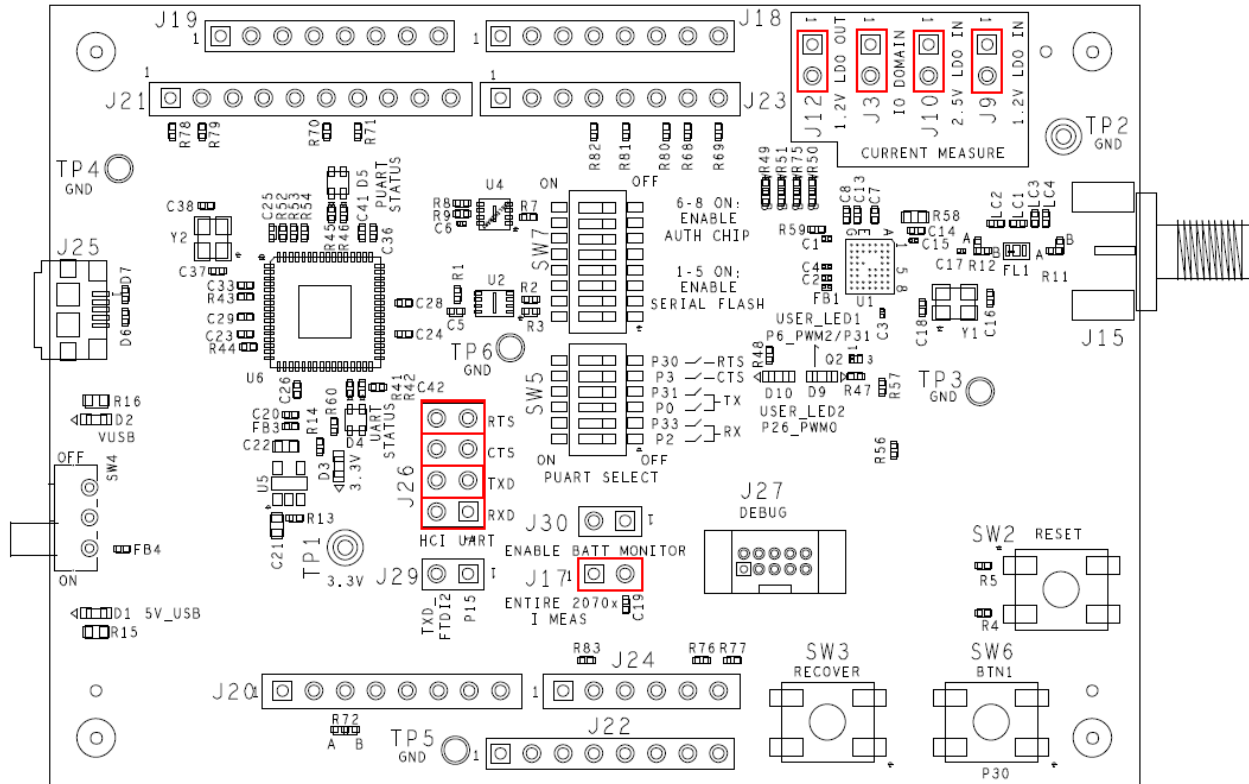 J19
1
J18
1
J21
1
J23
1
1
1
1
J12
1.2V LDO OUT
J3
IO DOMAIN
J10
2.5V LDO IN
J9
1.2V LDO IN
CURRENT MEASURE
TP2
GND
R78
R79
R70
R71
R82
R81
R80
R68
R69
TP4
GND
D5
PUART
STATUS
C38
Y2
C37
C25
R52
R53
R54
R45
R46
C41
C36
U4
R8
R9
C6
R7
ON
OFF
SW7
6-8 ON:
ENABLE
AUTH CHIP
1-5 ON:
ENABLE
SERIAL FLASH
R49
R51
R75
R50
C8
C13
C7
R59
C1
G
E
A
1
5
8
R58
C14
C15
C4
C2
FB1
U1
C3
LC2
LC1
LC3
LC4
A
B
C17
R12
FL1
A
B
R11
C18
Y1
C16
J15
J25
D7
D6
C33
R43
C29
C23
R44
U6
C28
C24
R1
U2
R2
R3
C5
TP6
GND
USER_LED1
P6_PWM2/P31
R48
Q2
1
3
D10
D9
R47
R57
USER_LED2
P26_PWM0
TP3
GND
R56
SW5
P30
RTS
P3
CTS
P31
TX
P0
P33
RX
P2
ON
OFF
PUART SELECT
R16
D2
VUSB
C26
C20
FB3
C22
R14
R60
D4
UART
STATUS
R41
R42
C42
D3
3.3V
U5
R13
C21
J26
RTS
CTS
TXD
RXD
HCI UART
OFF
SW4
ON
FB4
TP1
3.3V
J30
1
ENABLE BATT MONITOR
J29
1
TXD_
FTDI2
P15
J17
1
ENTIRE 2070x
I MEAS
C19
J27
DEBUG
SW2
RESET
R5
R4
D1 5V_USB
R15
R83
J24
1
R76
R77
SW3
RECOVER
SW6
BTN1
P30
J20
1
R72
A
B
TP5
GND
J22
1